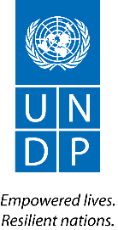 U N
D P
Empowered lives.
Resilient nations.